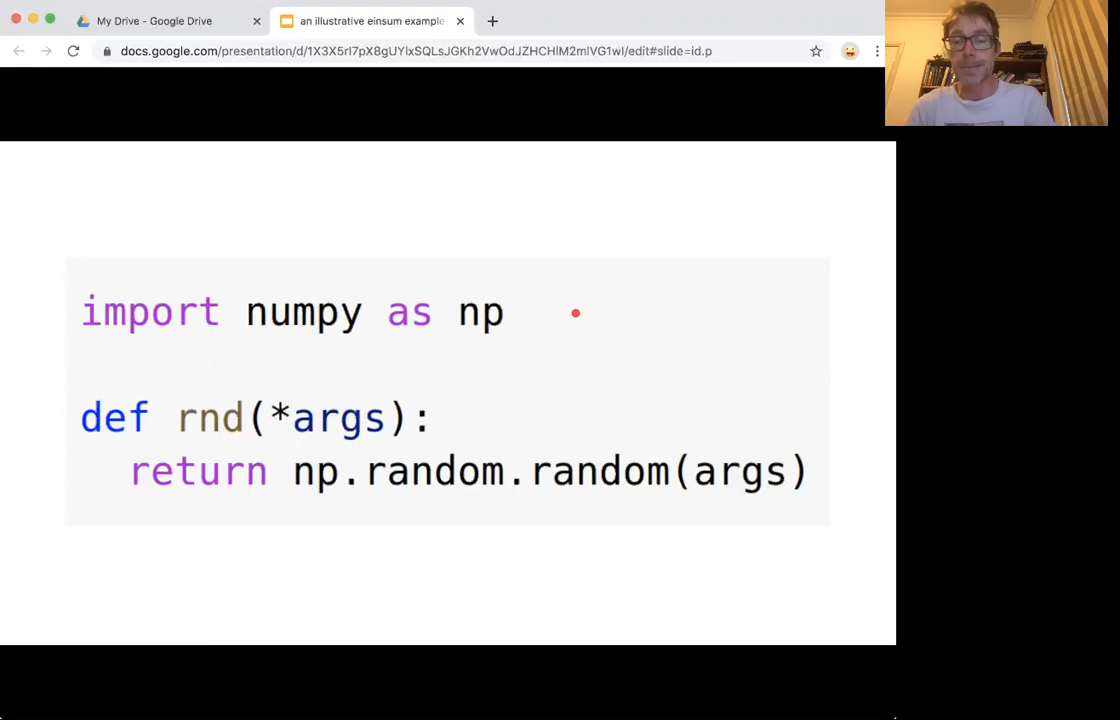 My Drive - Google Drive
an illustrative einsum example
docs.google.com/presentation/d/1X3X5rI7pX8gUYlxSQLsJGKh2VwOdJZHCHlM2mlVG1wI/edit#slide=id.p
import numpy as np
def rnd(*args):
return np.random.random(args)